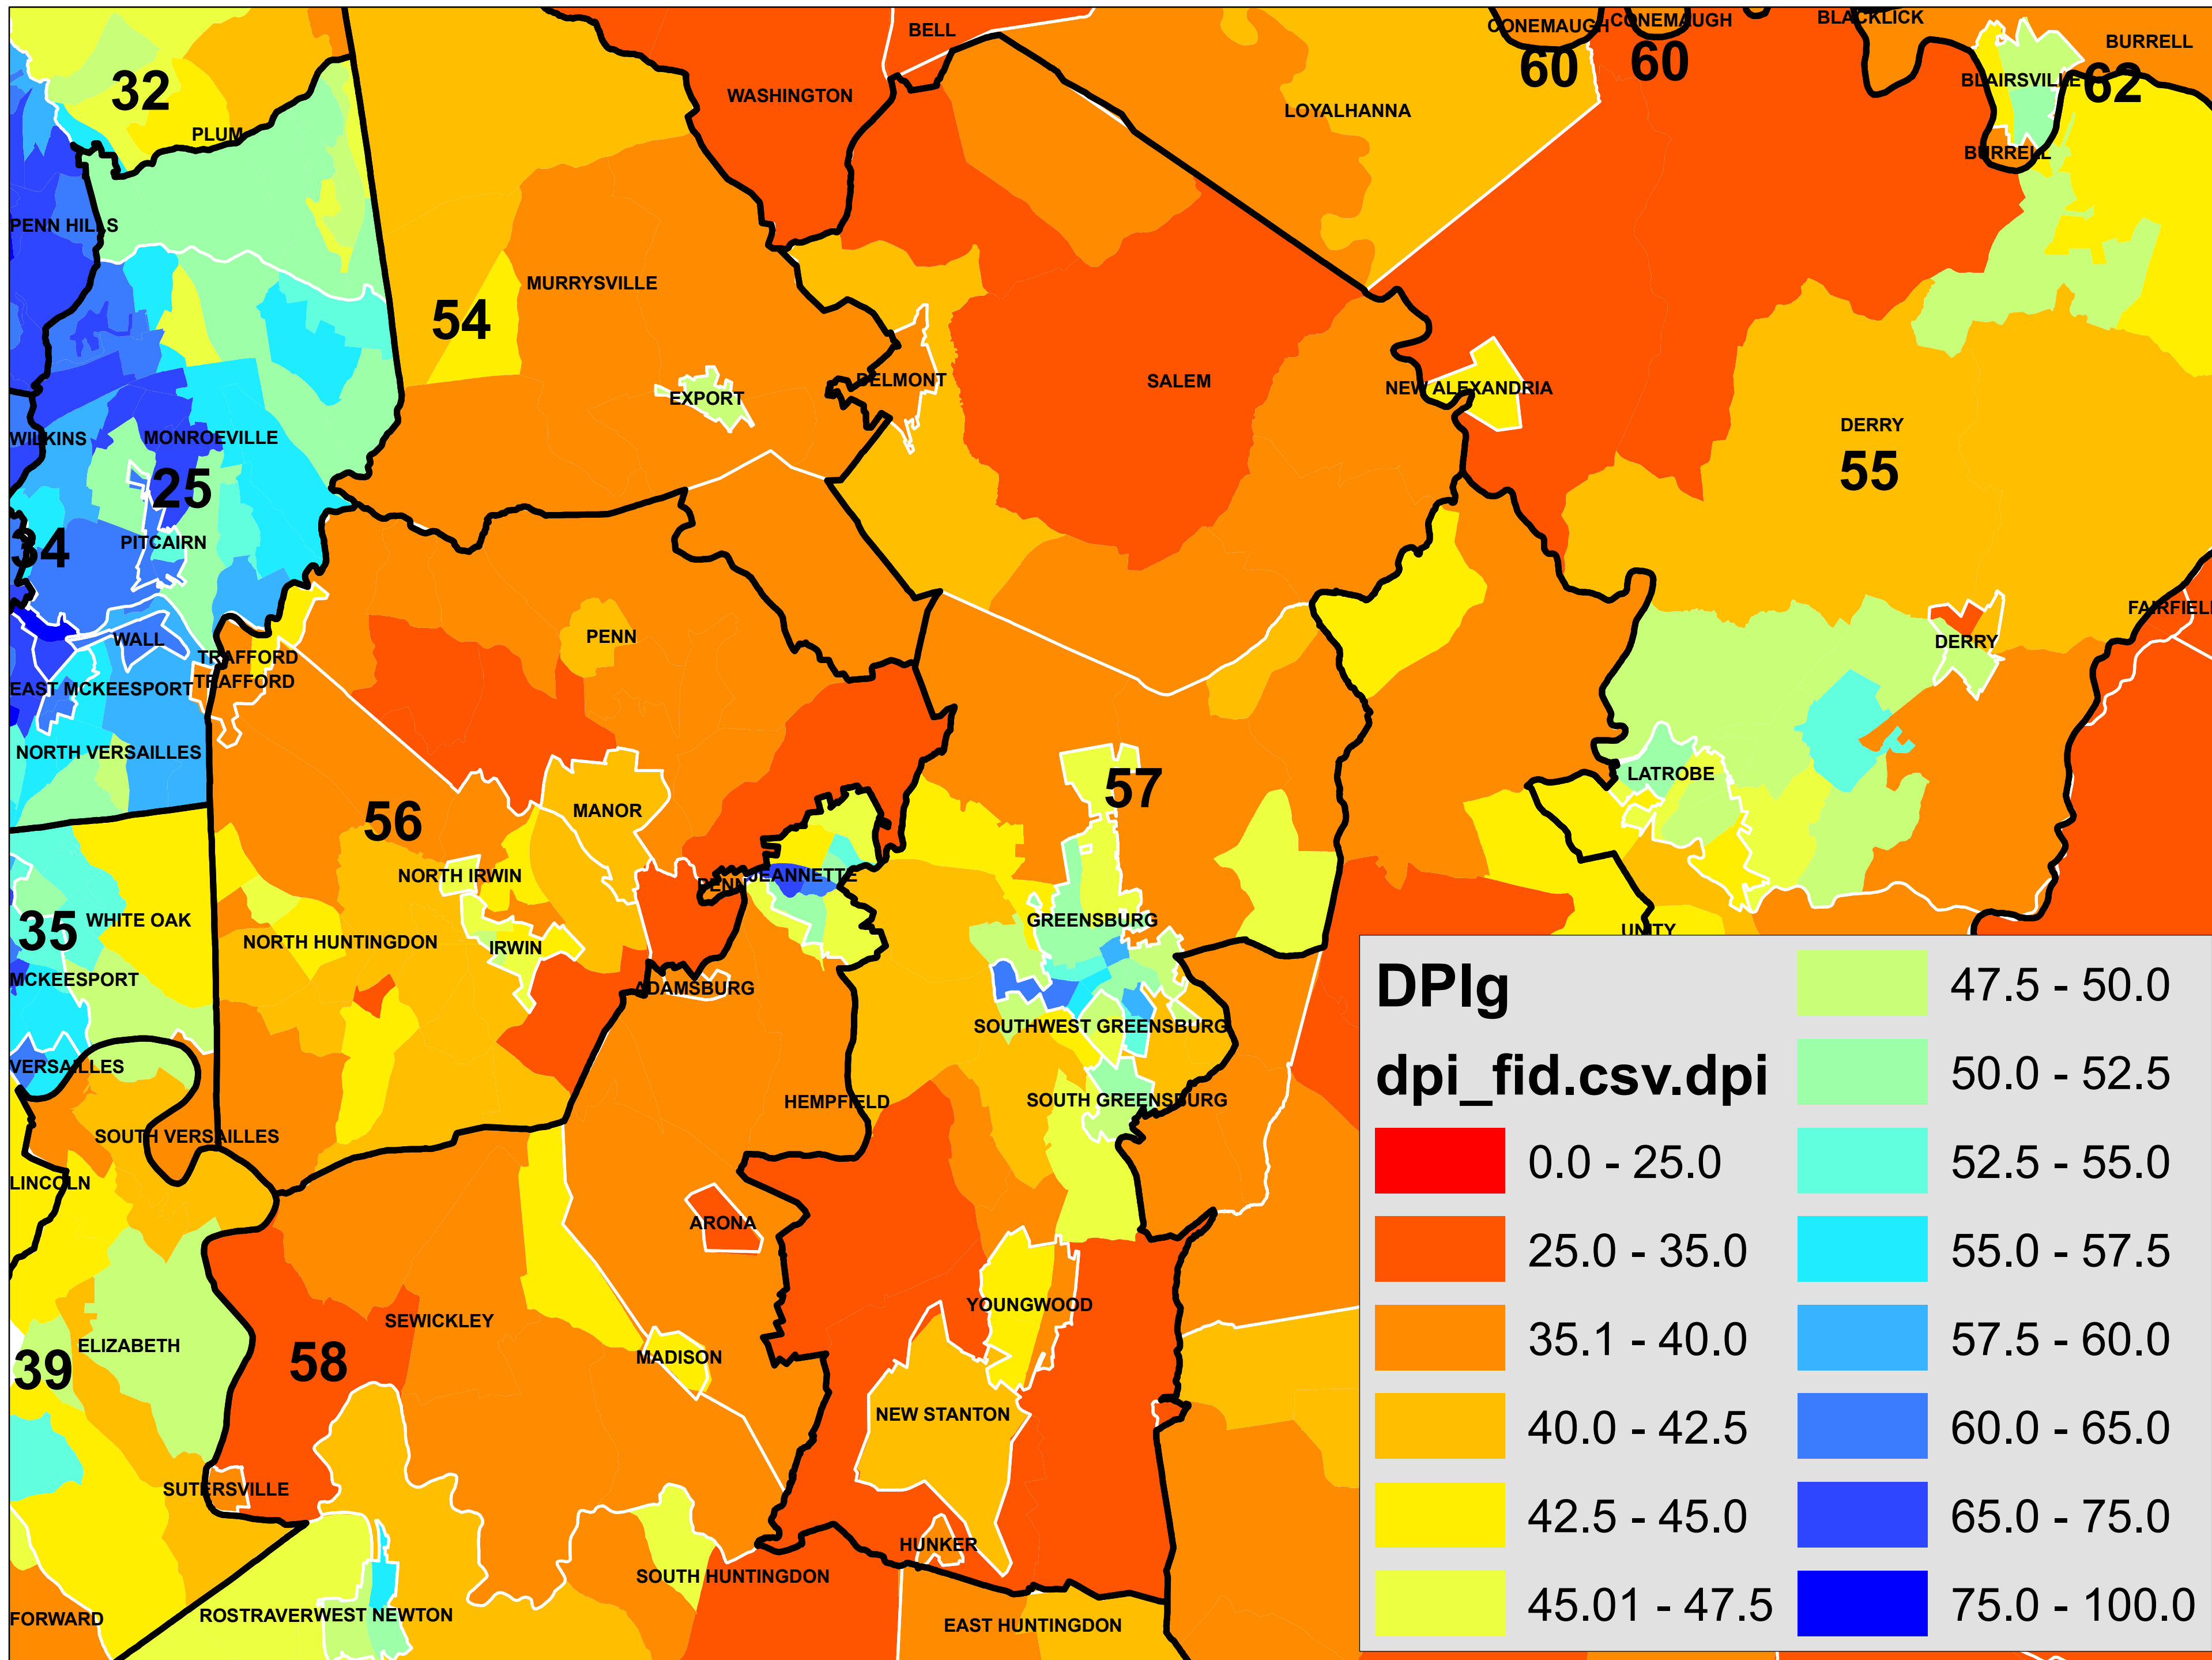 BELL
CONEMAUGH
CONEMAUGH
BLACKLICK
BURRELL
60
60
62
32
BLAIRSVILLE
WASHINGTON
LOYALHANNA
PLUM
BURRELL
PENN HILLS
MURRYSVILLE
54
SALEM
DELMONT
NEW ALEXANDRIA
EXPORT
DERRY
55
WILKINS
MONROEVILLE
25
34
PITCAIRN
FAIRFIEL
WALL
PENN
DERRY
TRAFFORD
TRAFFORD
EAST MCKEESPORT
NORTH VERSAILLES
LATROBE
57
MANOR
56
NORTH IRWIN
PENN
JEANNETTE
35
WHITE OAK
GREENSBURG
UNITY
NORTH HUNTINGDON
IRWIN
MCKEESPORT
ADAMSBURG
SOUTHWEST GREENSBURG
VERSAILLES
HEMPFIELD
SOUTH GREENSBURG
SOUTH VERSAILLES
LINCOLN
ARONA
YOUNGWOOD
SEWICKLEY
ELIZABETH
58
39
MADISON
NEW STANTON
SUTERSVILLE
HUNKER
SOUTH HUNTINGDON
FORWARD
ROSTRAVER
WEST NEWTON
EAST HUNTINGDON
DPIg
dpi_fid.csv.dpi
0.0 - 25.0
25.0 - 35.0
35.1 - 40.0
40.0 - 42.5
42.5 - 45.0
45.01 - 47.5
47.5 - 50.0
50.0 - 52.5
52.5 - 55.0
55.0 - 57.5
57.5 - 60.0
60.0 - 65.0
65.0 - 75.0
75.0 - 100.0